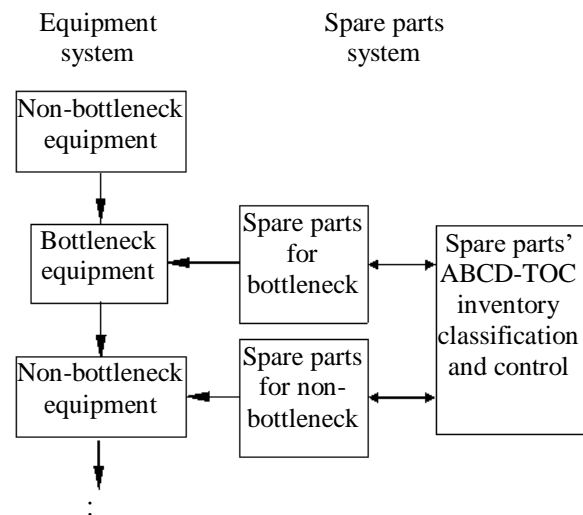 Equipment
system
Spare parts
system
Non-bottleneck
equipment
Bottleneck
equipment
Spare parts
for
bottleneck
Spare parts’
ABCD-TOC
inventory
classification
and control
Non-bottleneck
equipment
Spare parts
for non-
bottleneck
: